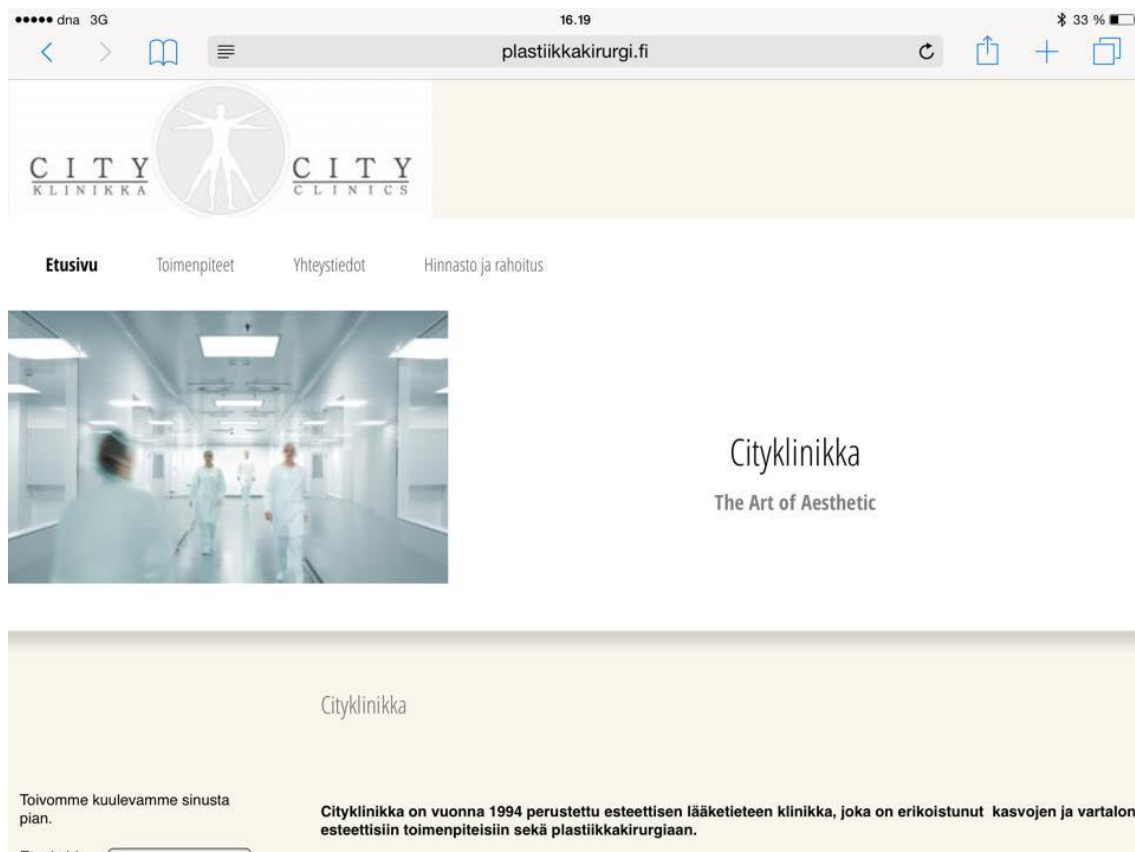 dna 3G 16.19 33 %
plastiikkakirurgi.fi
CITY CITY
KLINIKKA CLINICS
Etusivu Toimenpiteet Yhteystiedot Hinnasto ja rahoitus
Cityklinikka
The Art of Aesthetic
Cityklinikka
Toivomme kuulevamme sinusta
pian.
Cityklinikka on vuonna 1994 perustettu esteettisen lääketieteen klinikka, joka on erikoistunut kasvojen ja vartalon
esteettisiin toimenpiteisiin sekä plastiikkakirurgiaan.